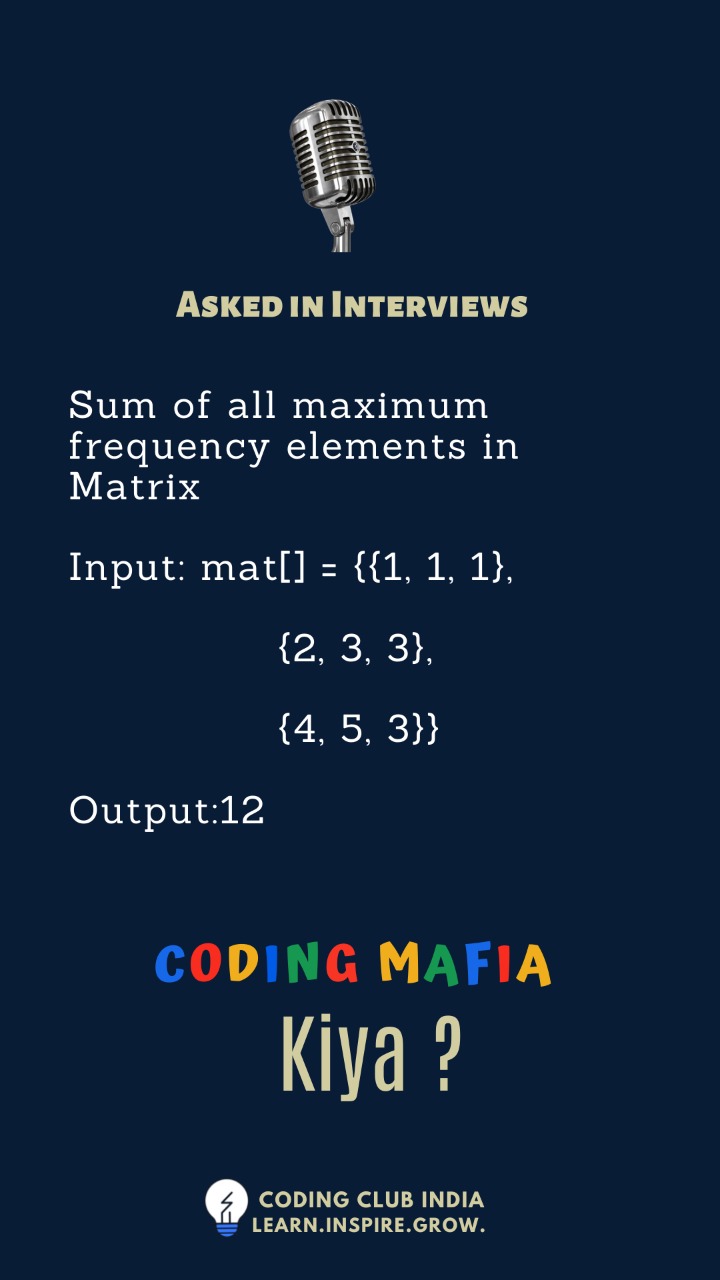 Asked in Interviews
Sum of all maximum
frequency elements in
Matrix
Input: mat[] = {{1, 1, 1},
{2, 3, 3},
{4, 5, 3}}
Output:12
CODING MAFIA
Kiya ?
CODING CLUB INDIA
LEARN.INSPIRE.GROW.